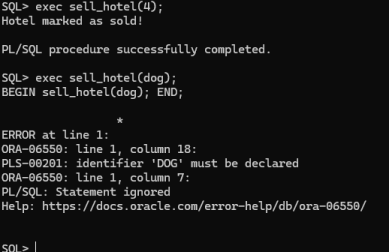 SQL> exec sell_hotel(4);
Hotel marked as sold!
PL/SQL procedure successfully completed.
SQL> exec sell_hotel(dog);
BEGIN sell_hotel(dog); END;
*
ERROR at line 1:
ORA-06550: line 1, column 18:
PLS-00201: identifier 'DOG' must be declared
ORA-06550: line 1, column 7:
PL/SQL: Statement ignored
Help: https://docs.oracle.com/error-help/db/ora-06550/
SQL>